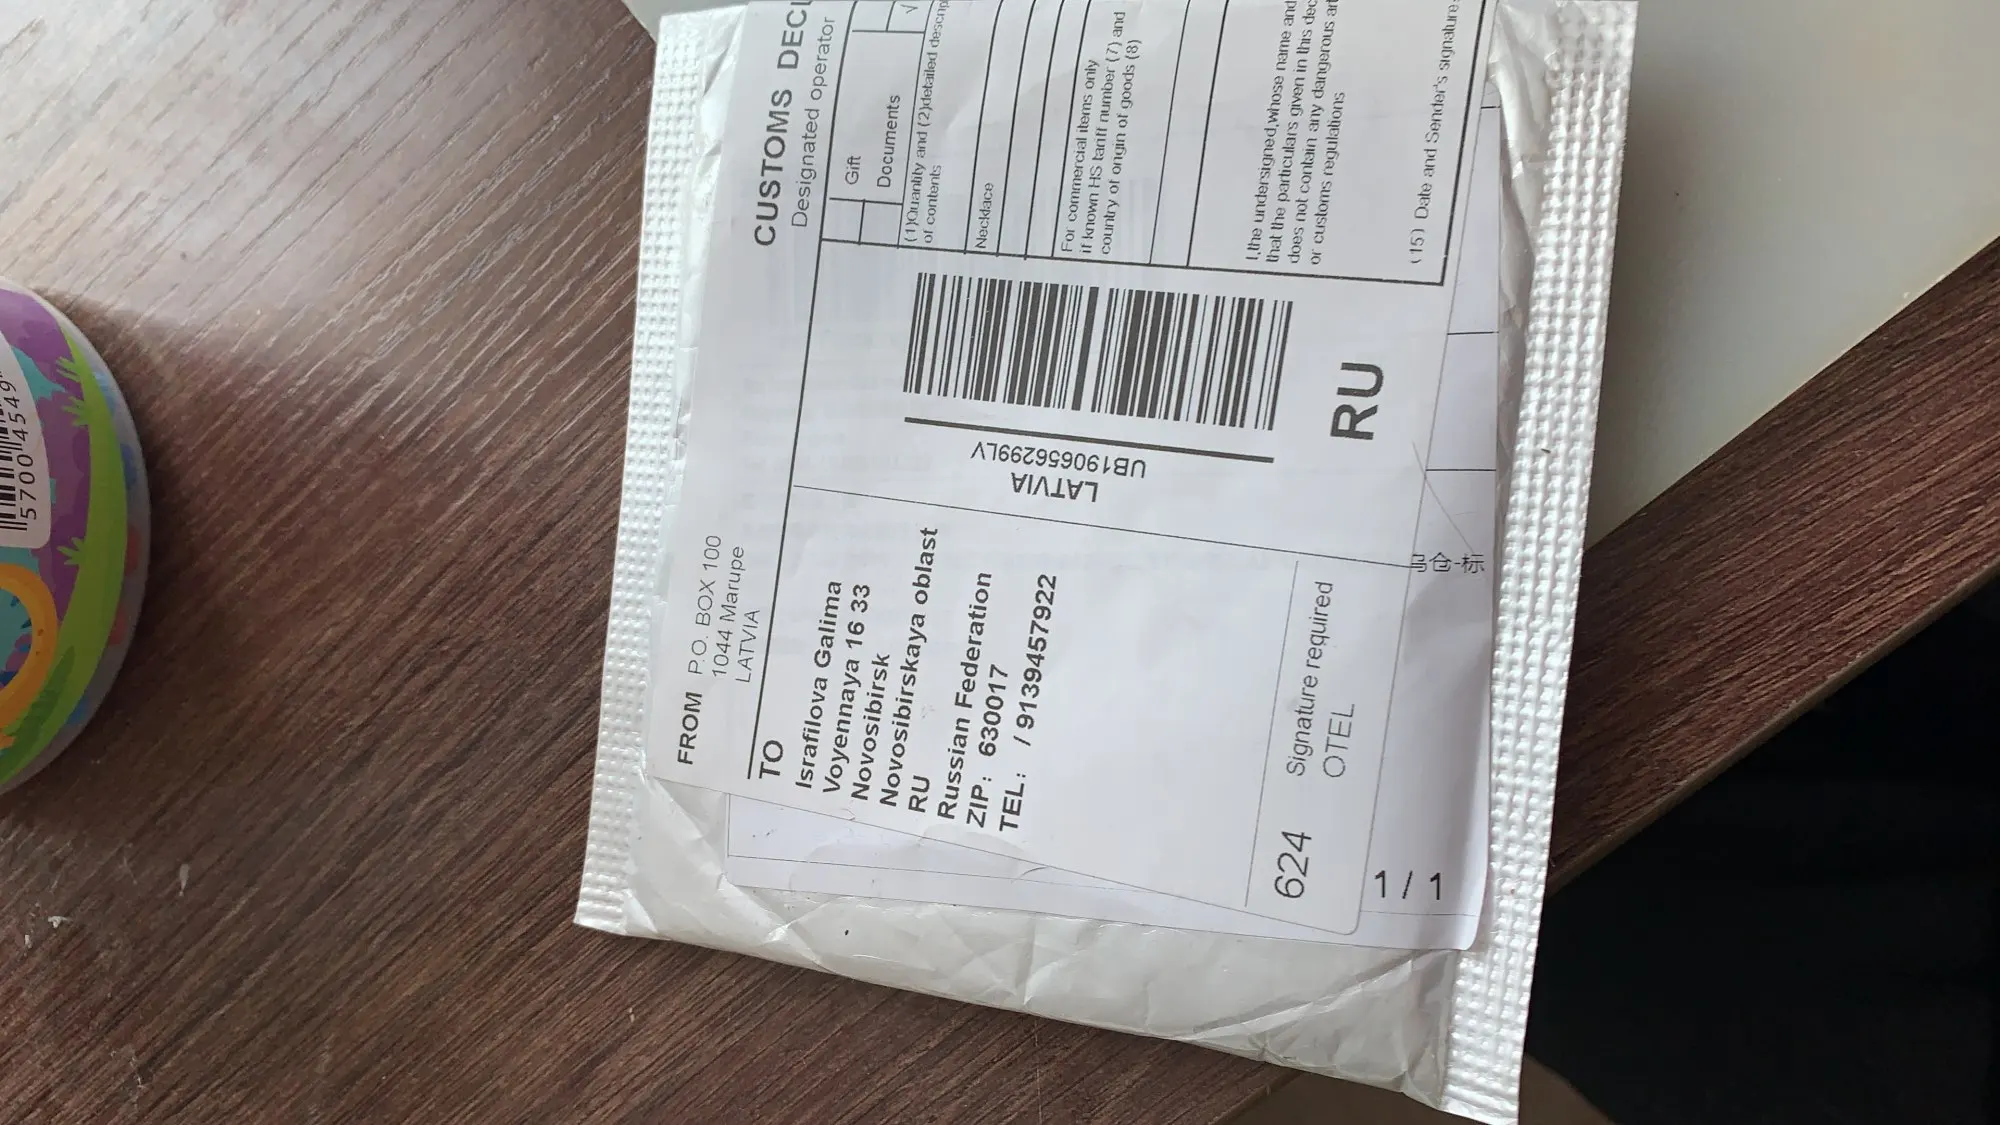 FROM P.O. BOX 100
1044 Marupe
LATVIA
TO
Israfilova Galima
Voyennaya 16 33
Novosibirsk
Novosibirskaya oblast
RU
Russian Federation
ZIP: 630017
TEL: / 9139457922
624 Signature required
OTEL
1 / 1
LATVIA
UB190656299LV
RU
CUSTOMS DECL
Designated operator
Gift
√
Documents
(1)Quantity and (2)detailed descrip
of contents
Necklace
For commercial items only
if known HS tariff number (7) and
country of origin of goods (8)
I,the undersigned,whose name and
that the particulars given in this dec
does not contain any dangerous
or customs regulations
(15) Date and Sender's signature
仓-标
5700 4549